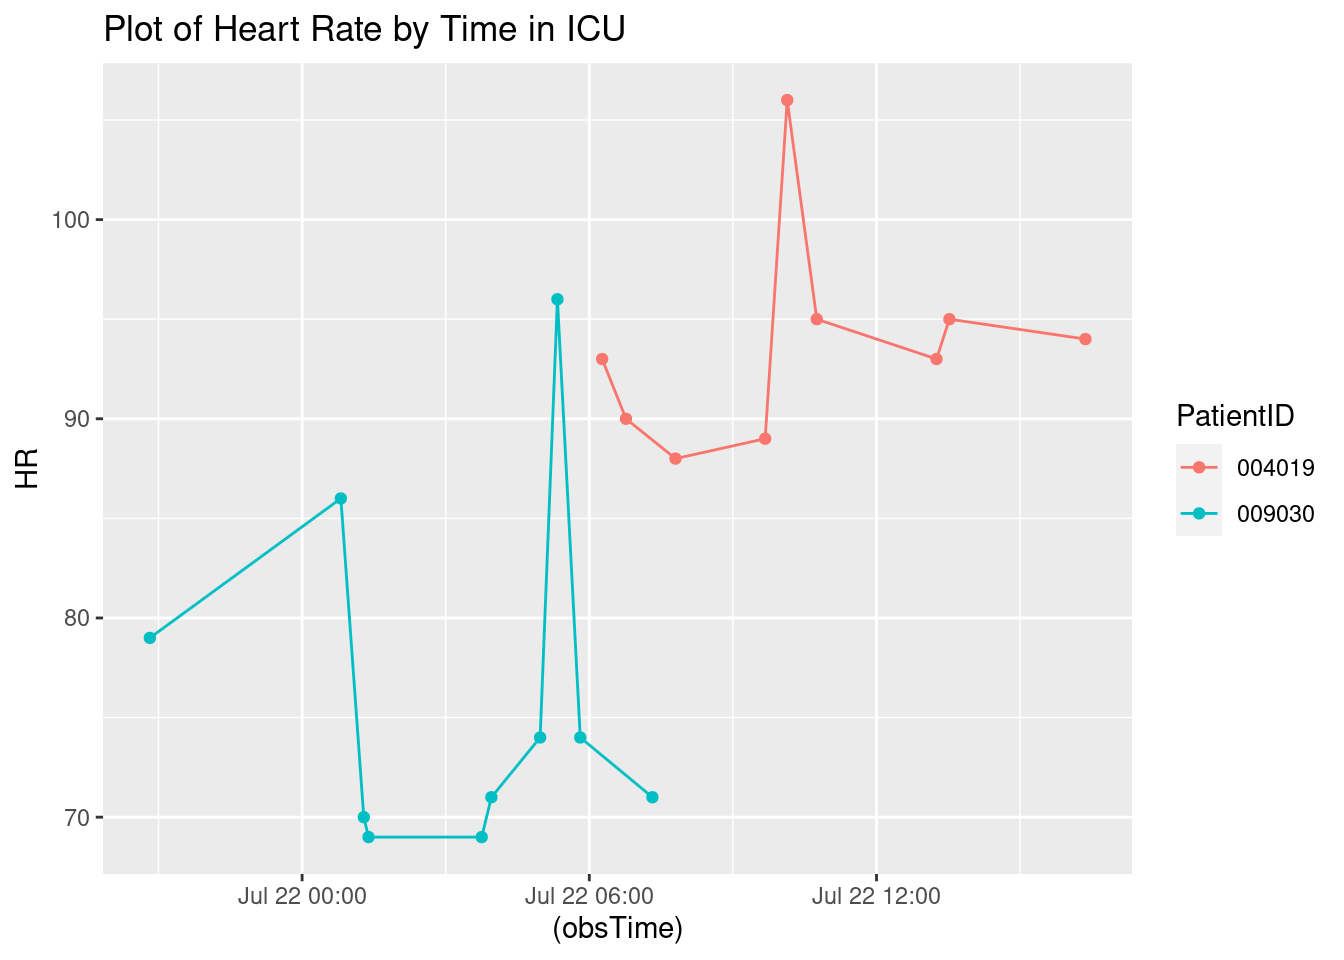 Plot of Heart Rate by Time in ICU
100
90
80
70
HR
Jul 22 00:00
Jul 22 06:00
Jul 22 12:00
(obsTime)
PatientID
004019
009030